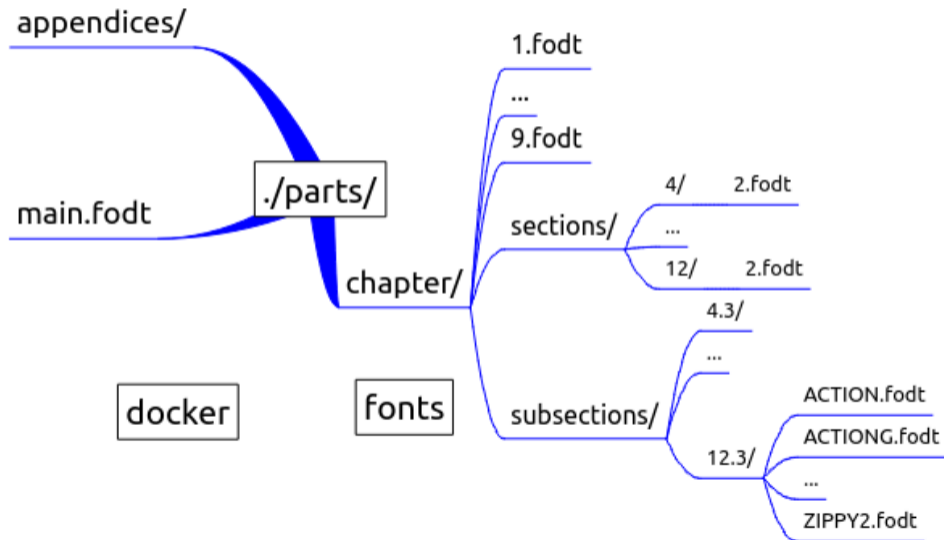 appendices/
main.fodt
./parts/
chapter/
1.fodt
...
9.fodt
sections/
4/ 2.fodt
...
12/ 2.fodt
subsections/
4.3/
...
12.3/
ACTION.fodt
ACTIONG.fodt
...
ZIPPY2.fodt
docker
fonts